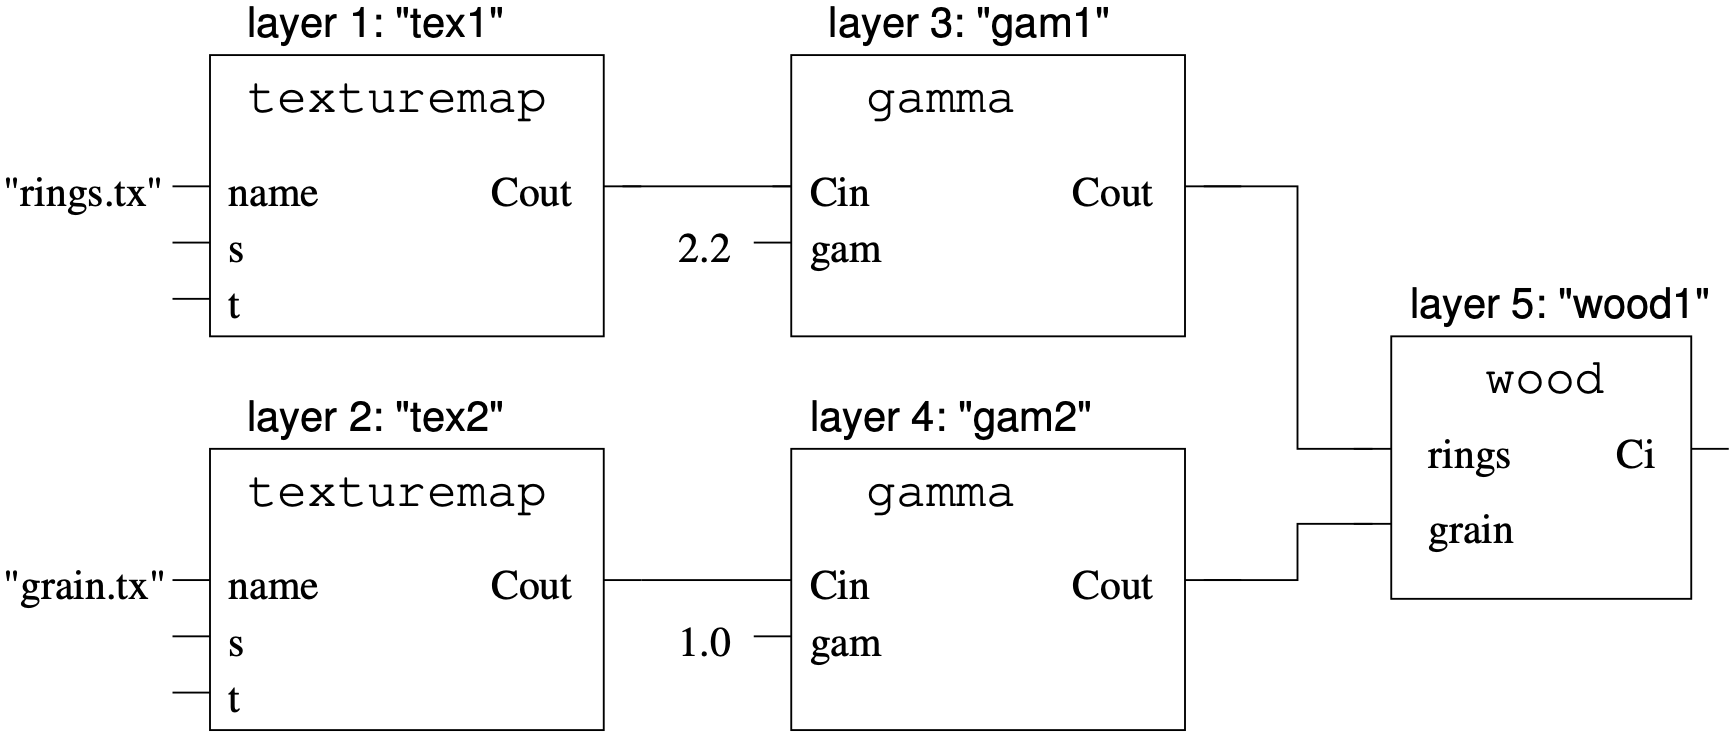 layer 1: "tex1"
texturemap
"rings.tx"
name
Cout
s
t
layer 3: "gam1"
gamma
Cin
Cout
2.2
gam
layer 2: "tex2"
texturemap
"grain.tx"
name
Cout
s
t
layer 4: "gam2"
gamma
Cin
Cout
1.0
gam
layer 5: "wood1"
wood
rings
Ci
grain